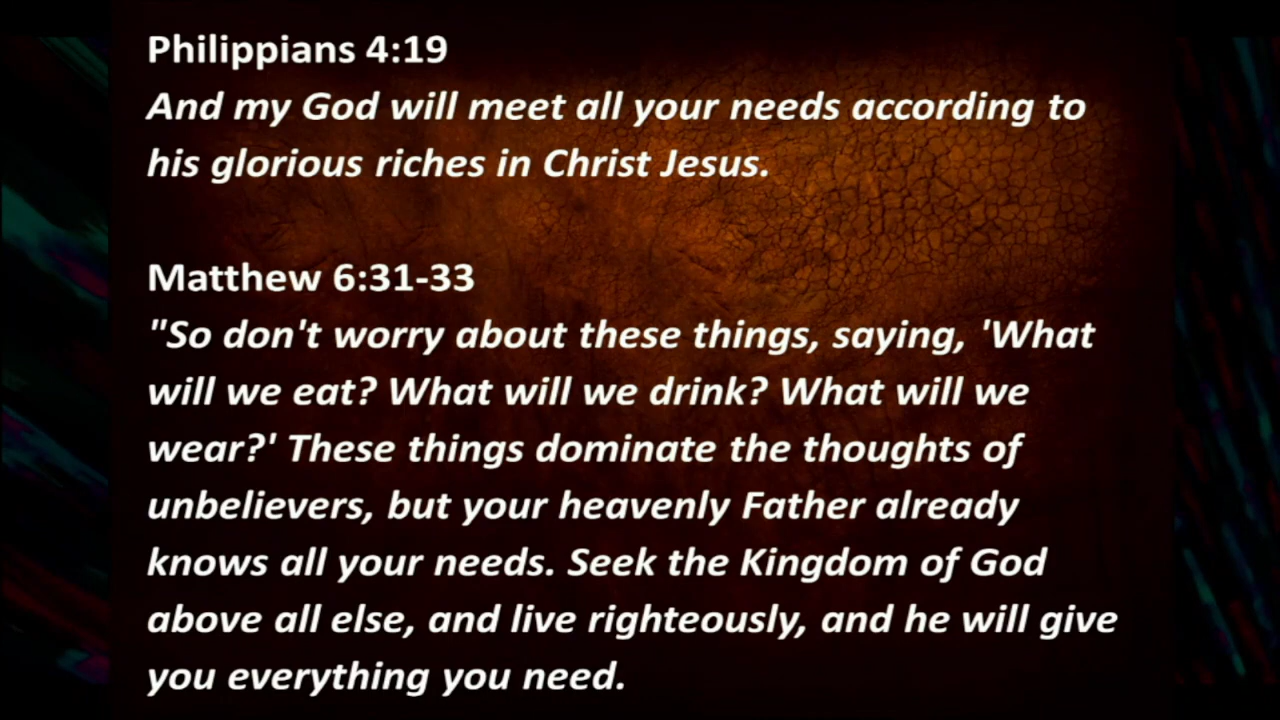 Philippians 4:19
And my God will meet all your needs according to
his glorious riches in Christ Jesus.
Matthew 6:31-33
"So don't worry about these things, saying, 'What
will we eat? What will we drink? What will we
wear?' These things dominate the thoughts of
unbelievers, but your heavenly Father already
knows all your needs. Seek the Kingdom of God
above all else, and live righteously, and he will give
you everything you need.